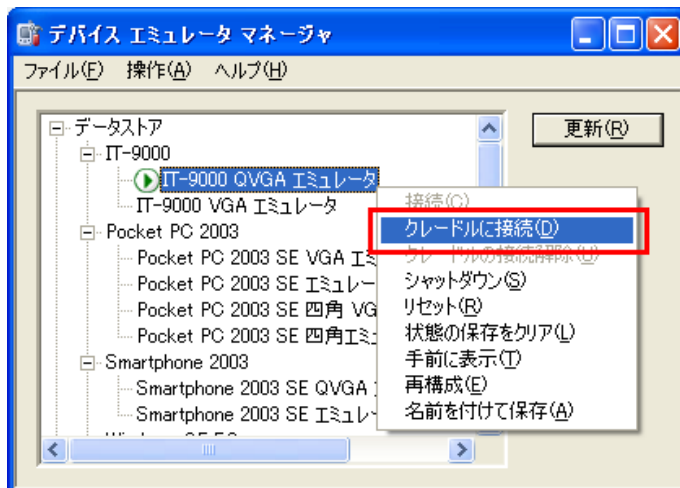 デバイス エミュレータ マネージャ
ファイル(F) 操作(A) ヘルプ(H)
データストア
更新(R)
IT-9000
IT-9000 QVGA エミュレータ
IT-9000 VGA エミュレータ
接続(C)
クレードルに接続(D)
クレードルの接続解除(U)
シャットダウン(S)
リセット(R)
状態の保存をクリア(L)
手前に表示(T)
再構成(E)
名前を付けて保存(A)
Pocket PC 2003
Pocket PC 2003 SE VGA エミ
Pocket PC 2003 SE エミュレー
Pocket PC 2003 SE 四角 VG
Pocket PC 2003 SE 四角エミ
Smartphone 2003
Smartphone 2003 SE QVGA
Smartphone 2003 SE エミュレー